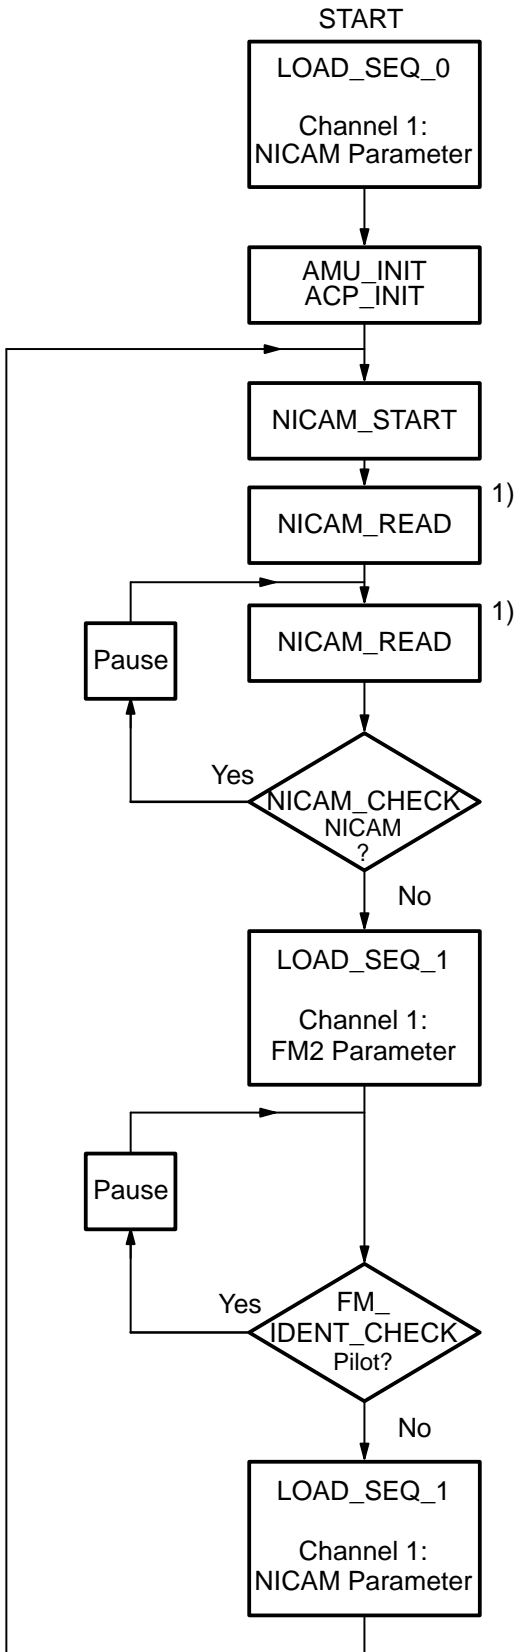 START
LOAD_SEQ_0
Channel 1:
NICAM Parameter
AMU_INIT
ACP_INIT
NICAM_START
1)
NICAM_READ
1)
NICAM_READ
Pause
Yes
NICAM_CHECK
NICAM
?
No
LOAD_SEQ_1
Channel 1:
FM2 Parameter
Pause
Yes
FM_
IDENT_CHECK
Pilot?
No
LOAD_SEQ_1
Channel 1:
NICAM Parameter